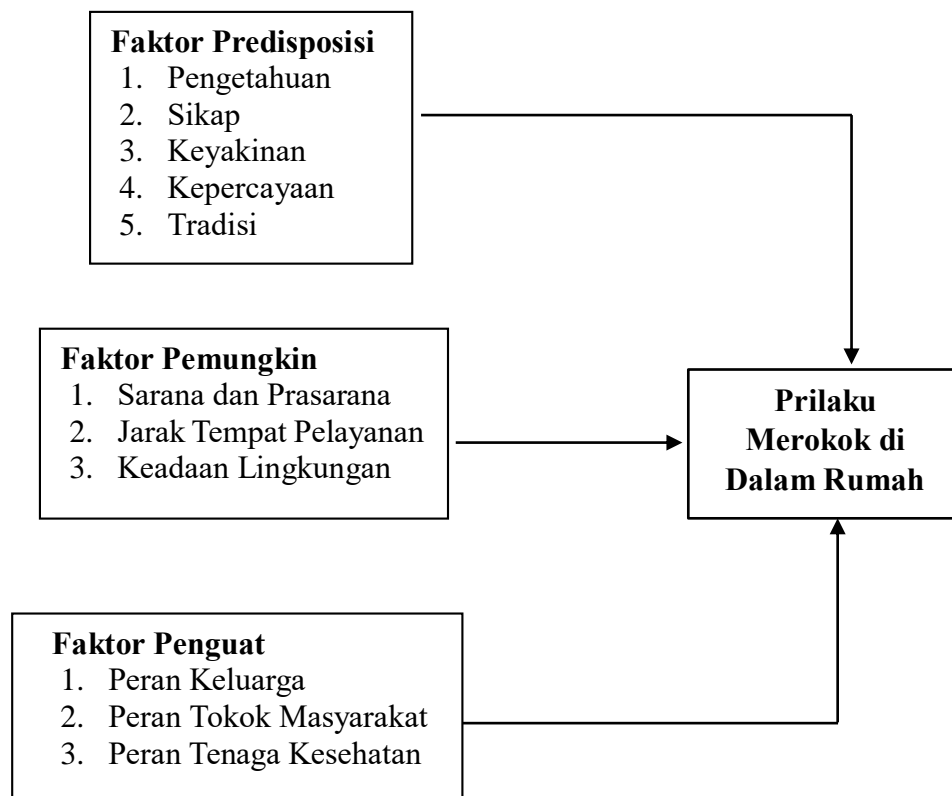 Faktor Predisposisi
1. Pengetahuan
2. Sikap
3. Keyakinan
4. Kepercayaan
5. Tradisi
Faktor Pemungkin
1. Sarana dan Prasarana
2. Jarak Tempat Pelayanan
3. Keadaan Lingkungan
Prilaku
Merokok di
Dalam Rumah
Faktor Penguat
1. Peran Keluarga
2. Peran Tokok Masyarakat
3. Peran Tenaga Kesehatan